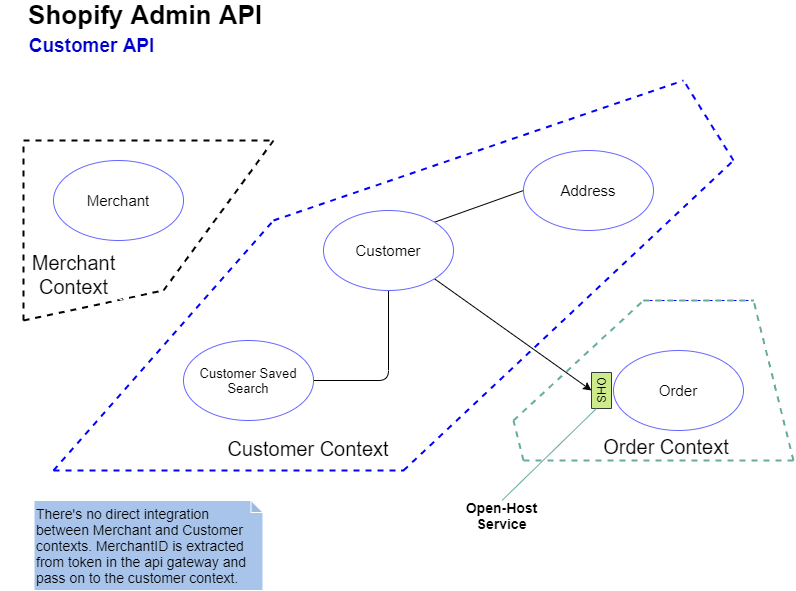 Shopify Admin API
Customer API
Merchant
Address
Customer
Merchant
Context
Customer Saved
Search
OHS
Order
Customer Context
Order Context
Open-Host
Service
There's no direct integration
between Merchant and Customer
contexts. MerchantID is extracted
from token in the api gateway and
pass on to the customer context.